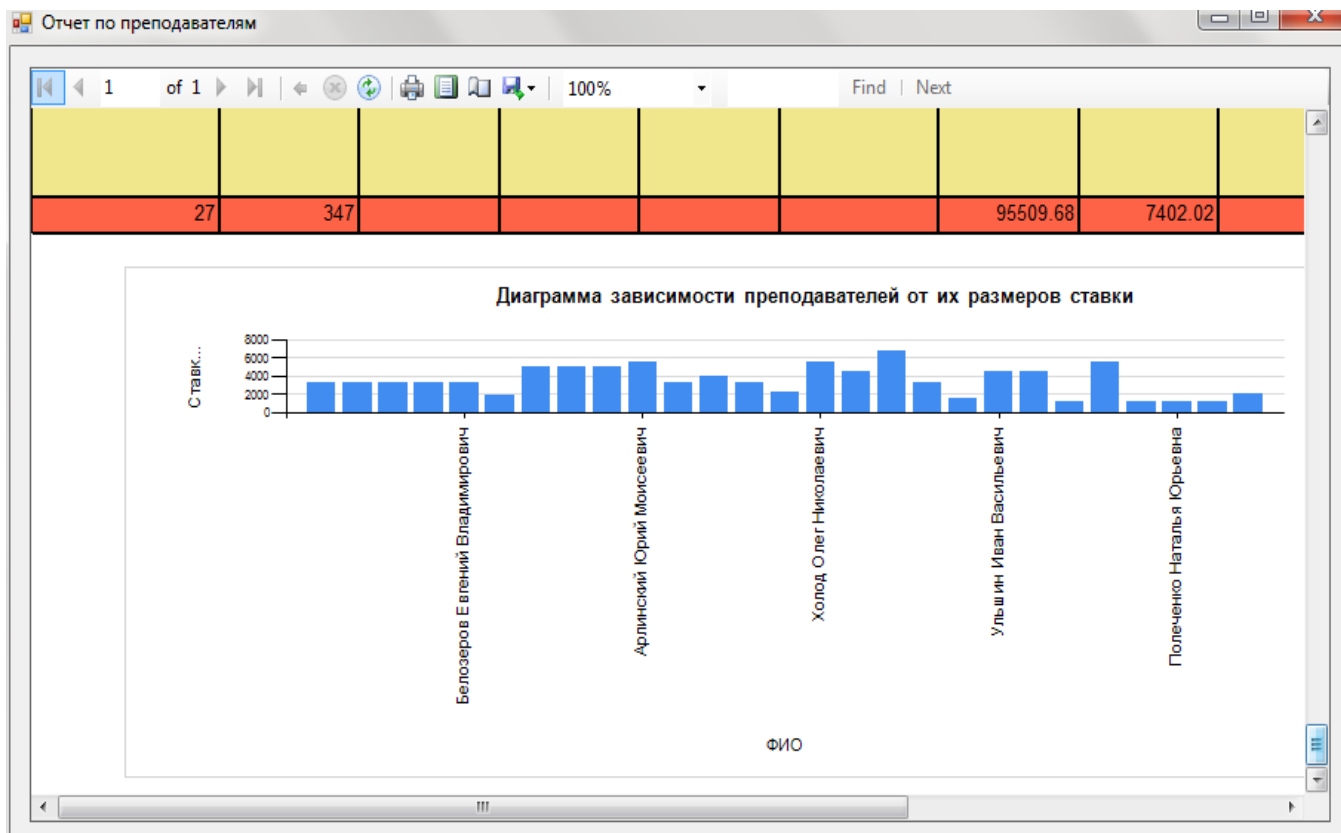 Отчет по преподавателям
1 of 1 100% Find | Next
27 347 95509.68 7402.02
Диаграмма зависимости преподавателей от их размеров ставки
Ставк...
8000
6000
4000
2000
0
Белозеров Евгений Владимирович
Арлинский Юрий Моисеевич
Холод Олег Николаевич
Ульшин Иван Васильевич
Полеченко Наталья Юрьевна
ФИО